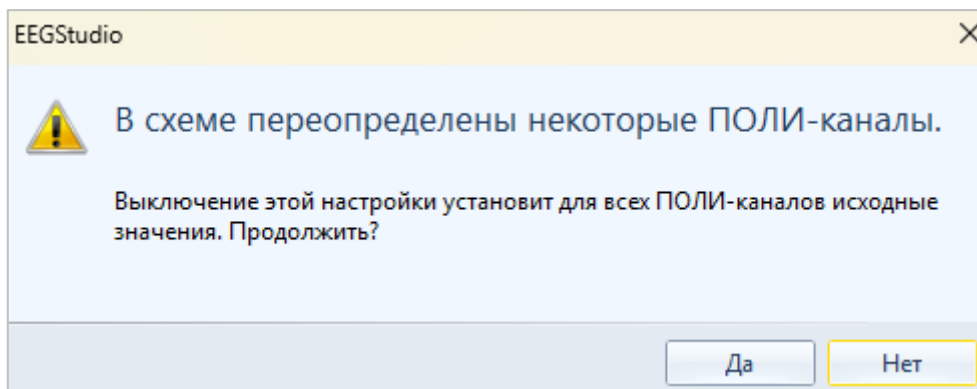 EEGStudio
В схеме переопределены некоторые ПОЛИ-каналы.
Выключение этой настройки установит для всех ПОЛИ-каналов исходные
значения. Продолжить?
Да
Нет